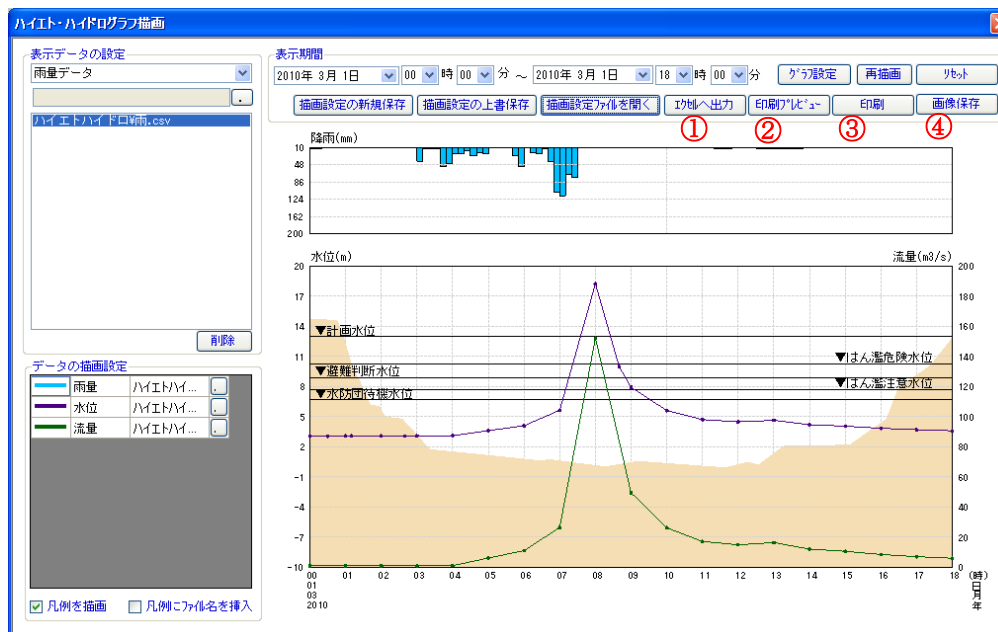 ハイエト・ハイドログラフ描画
表示データの設定
雨量データ
.
ハイエトハイドロ¥雨.csv
削除
データの描画設定
雨量 ハイエトハイ... .
水位 ハイエトハイ... .
流量 ハイエトハイ... .
凡例を描画 凡例にﾌｧｲﾙ名を挿入
表示期間
2010年 3月 1日 00 時 00 分 ～ 2010年 3月 1日 18 時 00 分 ｸﾞﾗﾌ設定 再描画 ﾘｾｯﾄ
描画設定の新規保存 描画設定の上書保存 描画設定ﾌｧｲﾙを開く ｴｸｾﾙへ出力 印刷ﾌﾟﾚﾋﾞｭｰ 印刷 画像保存
① ② ③ ④
降雨(mm)
10
48
86
124
162
200
水位(m) 流量(m3/s)
20 200
17 180
14 160
▼計画水位
11 140
▼はん濫危険水位
▼避難判断水位
8 120
▼はん濫注意水位
▼水防団待機水位
5 100
2 80
-1 60
-4 40
-7 20
-10 0
00 01 02 03 04 05 06 07 08 09 10 11 12 13 14 15 16 17 18 (時)
01 日
03 月
2010 年